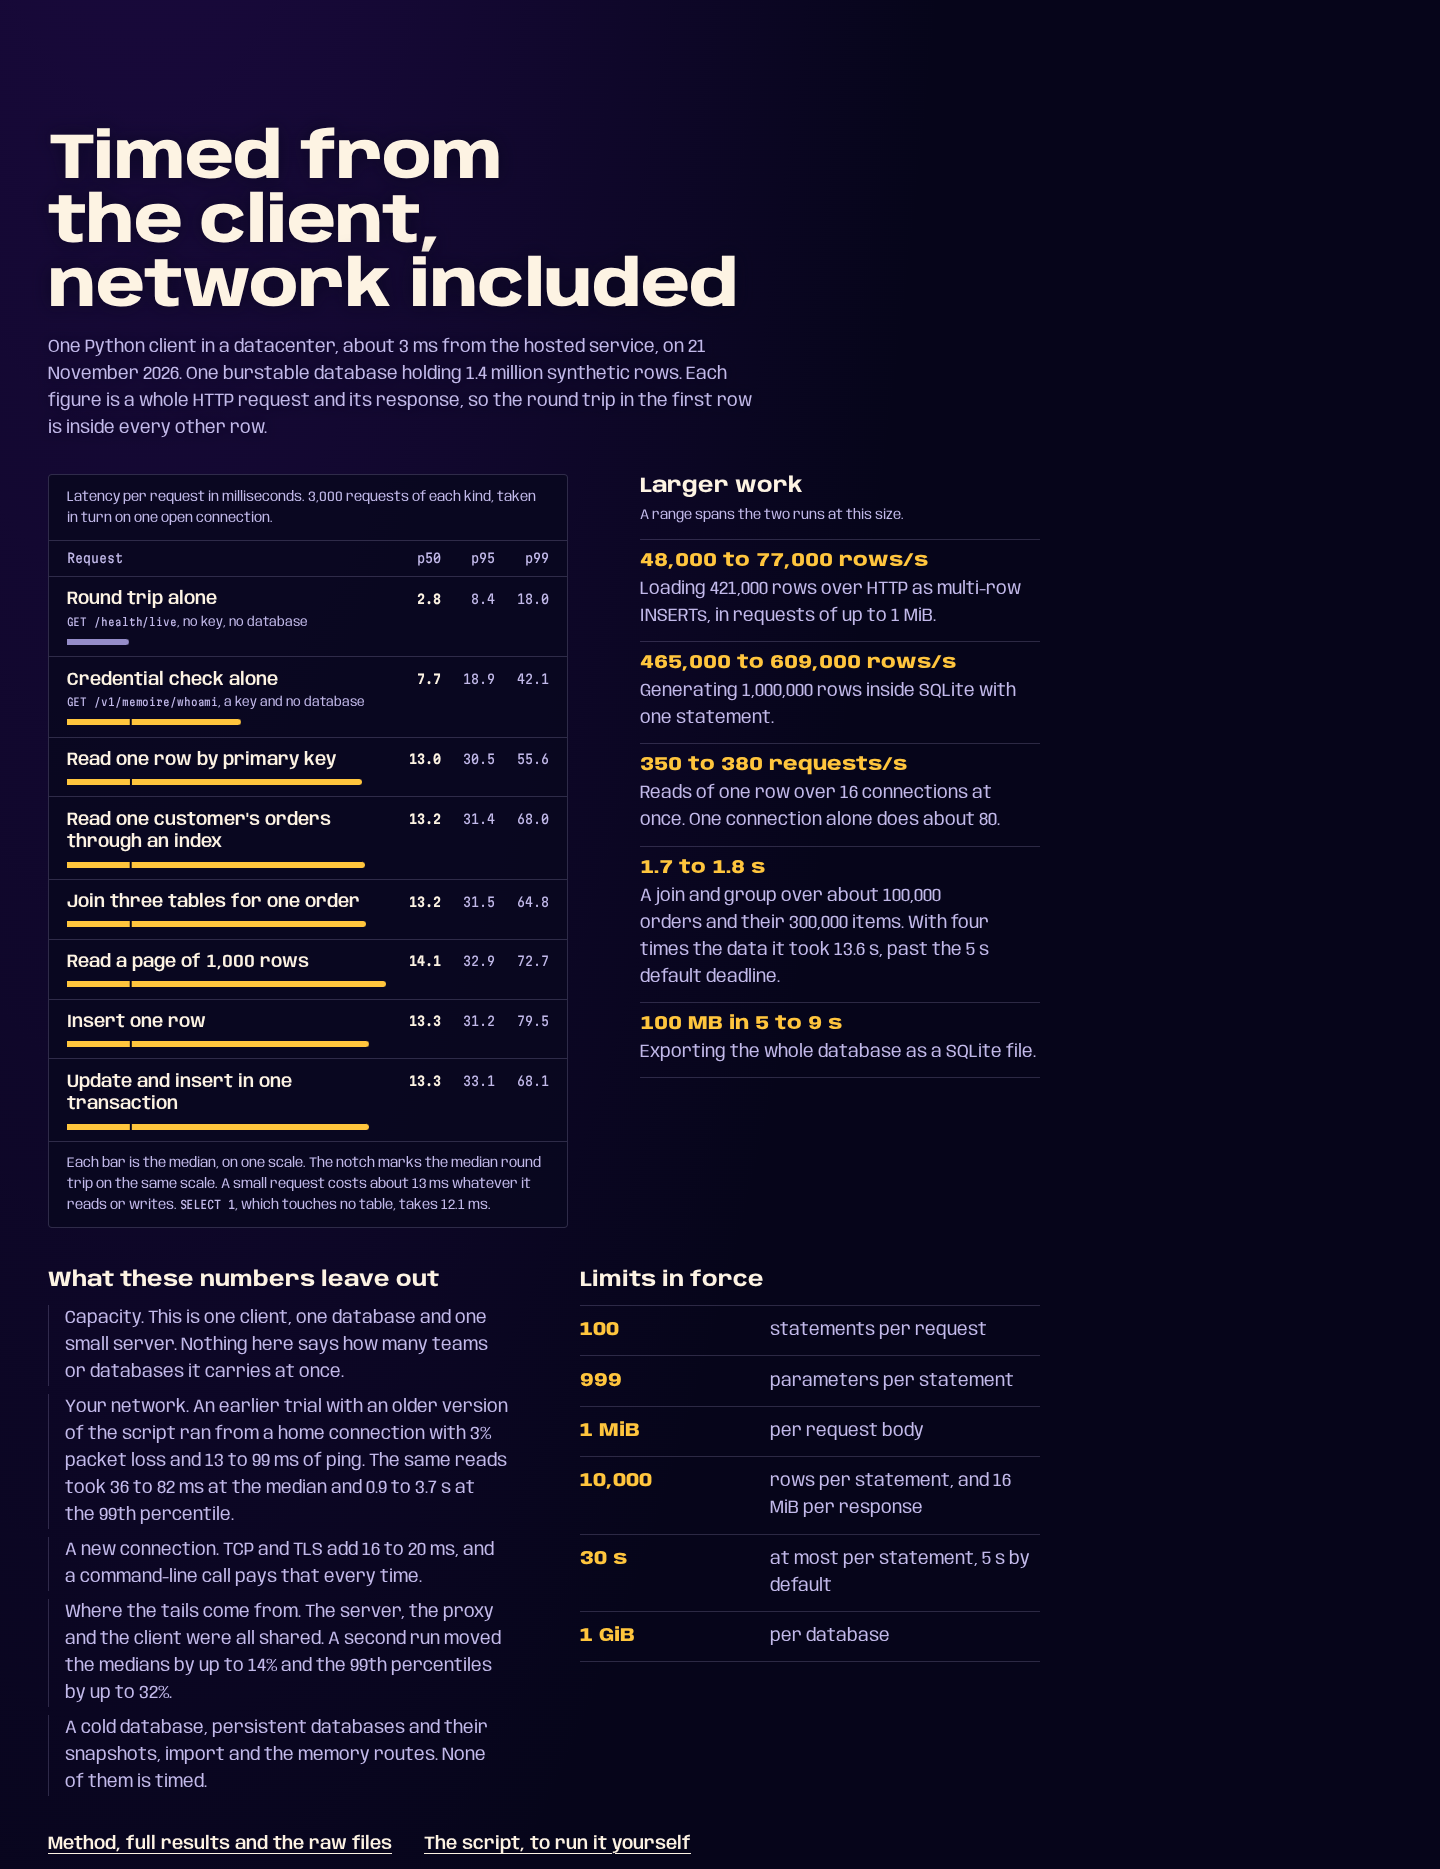 Timed from
the client,
network included
One Python client in a datacenter, about 3 ms from the hosted service, on 21
November 2026. One burstable database holding 1.4 million synthetic rows. Each
figure is a whole HTTP request and its response, so the round trip in the first row
is inside every other row.
Latency per request in milliseconds. 3,000 requests of each kind, taken
in turn on one open connection.
Request p50 p95 p99
Round trip alone 2.8 8.4 18.0
GET /health/live, no key, no database
Credential check alone 7.7 18.9 42.1
GET /v1/memoire/whoami, a key and no database
Read one row by primary key 13.0 30.5 55.6
Read one customer's orders 13.2 31.4 68.0
through an index
Join three tables for one order 13.2 31.5 64.8
Read a page of 1,000 rows 14.1 32.9 72.7
Insert one row 13.3 31.2 79.5
Update and insert in one 13.3 33.1 68.1
transaction
Each bar is the median, on one scale. The notch marks the median round
trip on the same scale. A small request costs about 13 ms whatever it
reads or writes. SELECT 1, which touches no table, takes 12.1 ms.
Larger work
A range spans the two runs at this size.
48,000 to 77,000 rows/s
Loading 421,000 rows over HTTP as multi-row
INSERTs, in requests of up to 1 MiB.
465,000 to 609,000 rows/s
Generating 1,000,000 rows inside SQLite with
one statement.
350 to 380 requests/s
Reads of one row over 16 connections at
once. One connection alone does about 80.
1.7 to 1.8 s
A join and group over about 100,000
orders and their 300,000 items. With four
times the data it took 13.6 s, past the 5 s
default deadline.
100 MB in 5 to 9 s
Exporting the whole database as a SQLite file.
What these numbers leave out
Capacity. This is one client, one database and one
small server. Nothing here says how many teams
or databases it carries at once.
Your network. An earlier trial with an older version
of the script ran from a home connection with 3%
packet loss and 13 to 99 ms of ping. The same reads
took 36 to 82 ms at the median and 0.9 to 3.7 s at
the 99th percentile.
A new connection. TCP and TLS add 16 to 20 ms, and
a command-line call pays that every time.
Where the tails come from. The server, the proxy
and the client were all shared. A second run moved
the medians by up to 14% and the 99th percentiles
by up to 32%.
A cold database, persistent databases and their
snapshots, import and the memory routes. None
of them is timed.
Limits in force
100 statements per request
999 parameters per statement
1 MiB per request body
10,000 rows per statement, and 16
MiB per response
30 s at most per statement, 5 s by
default
1 GiB per database
Method, full results and the raw files The script, to run it yourself